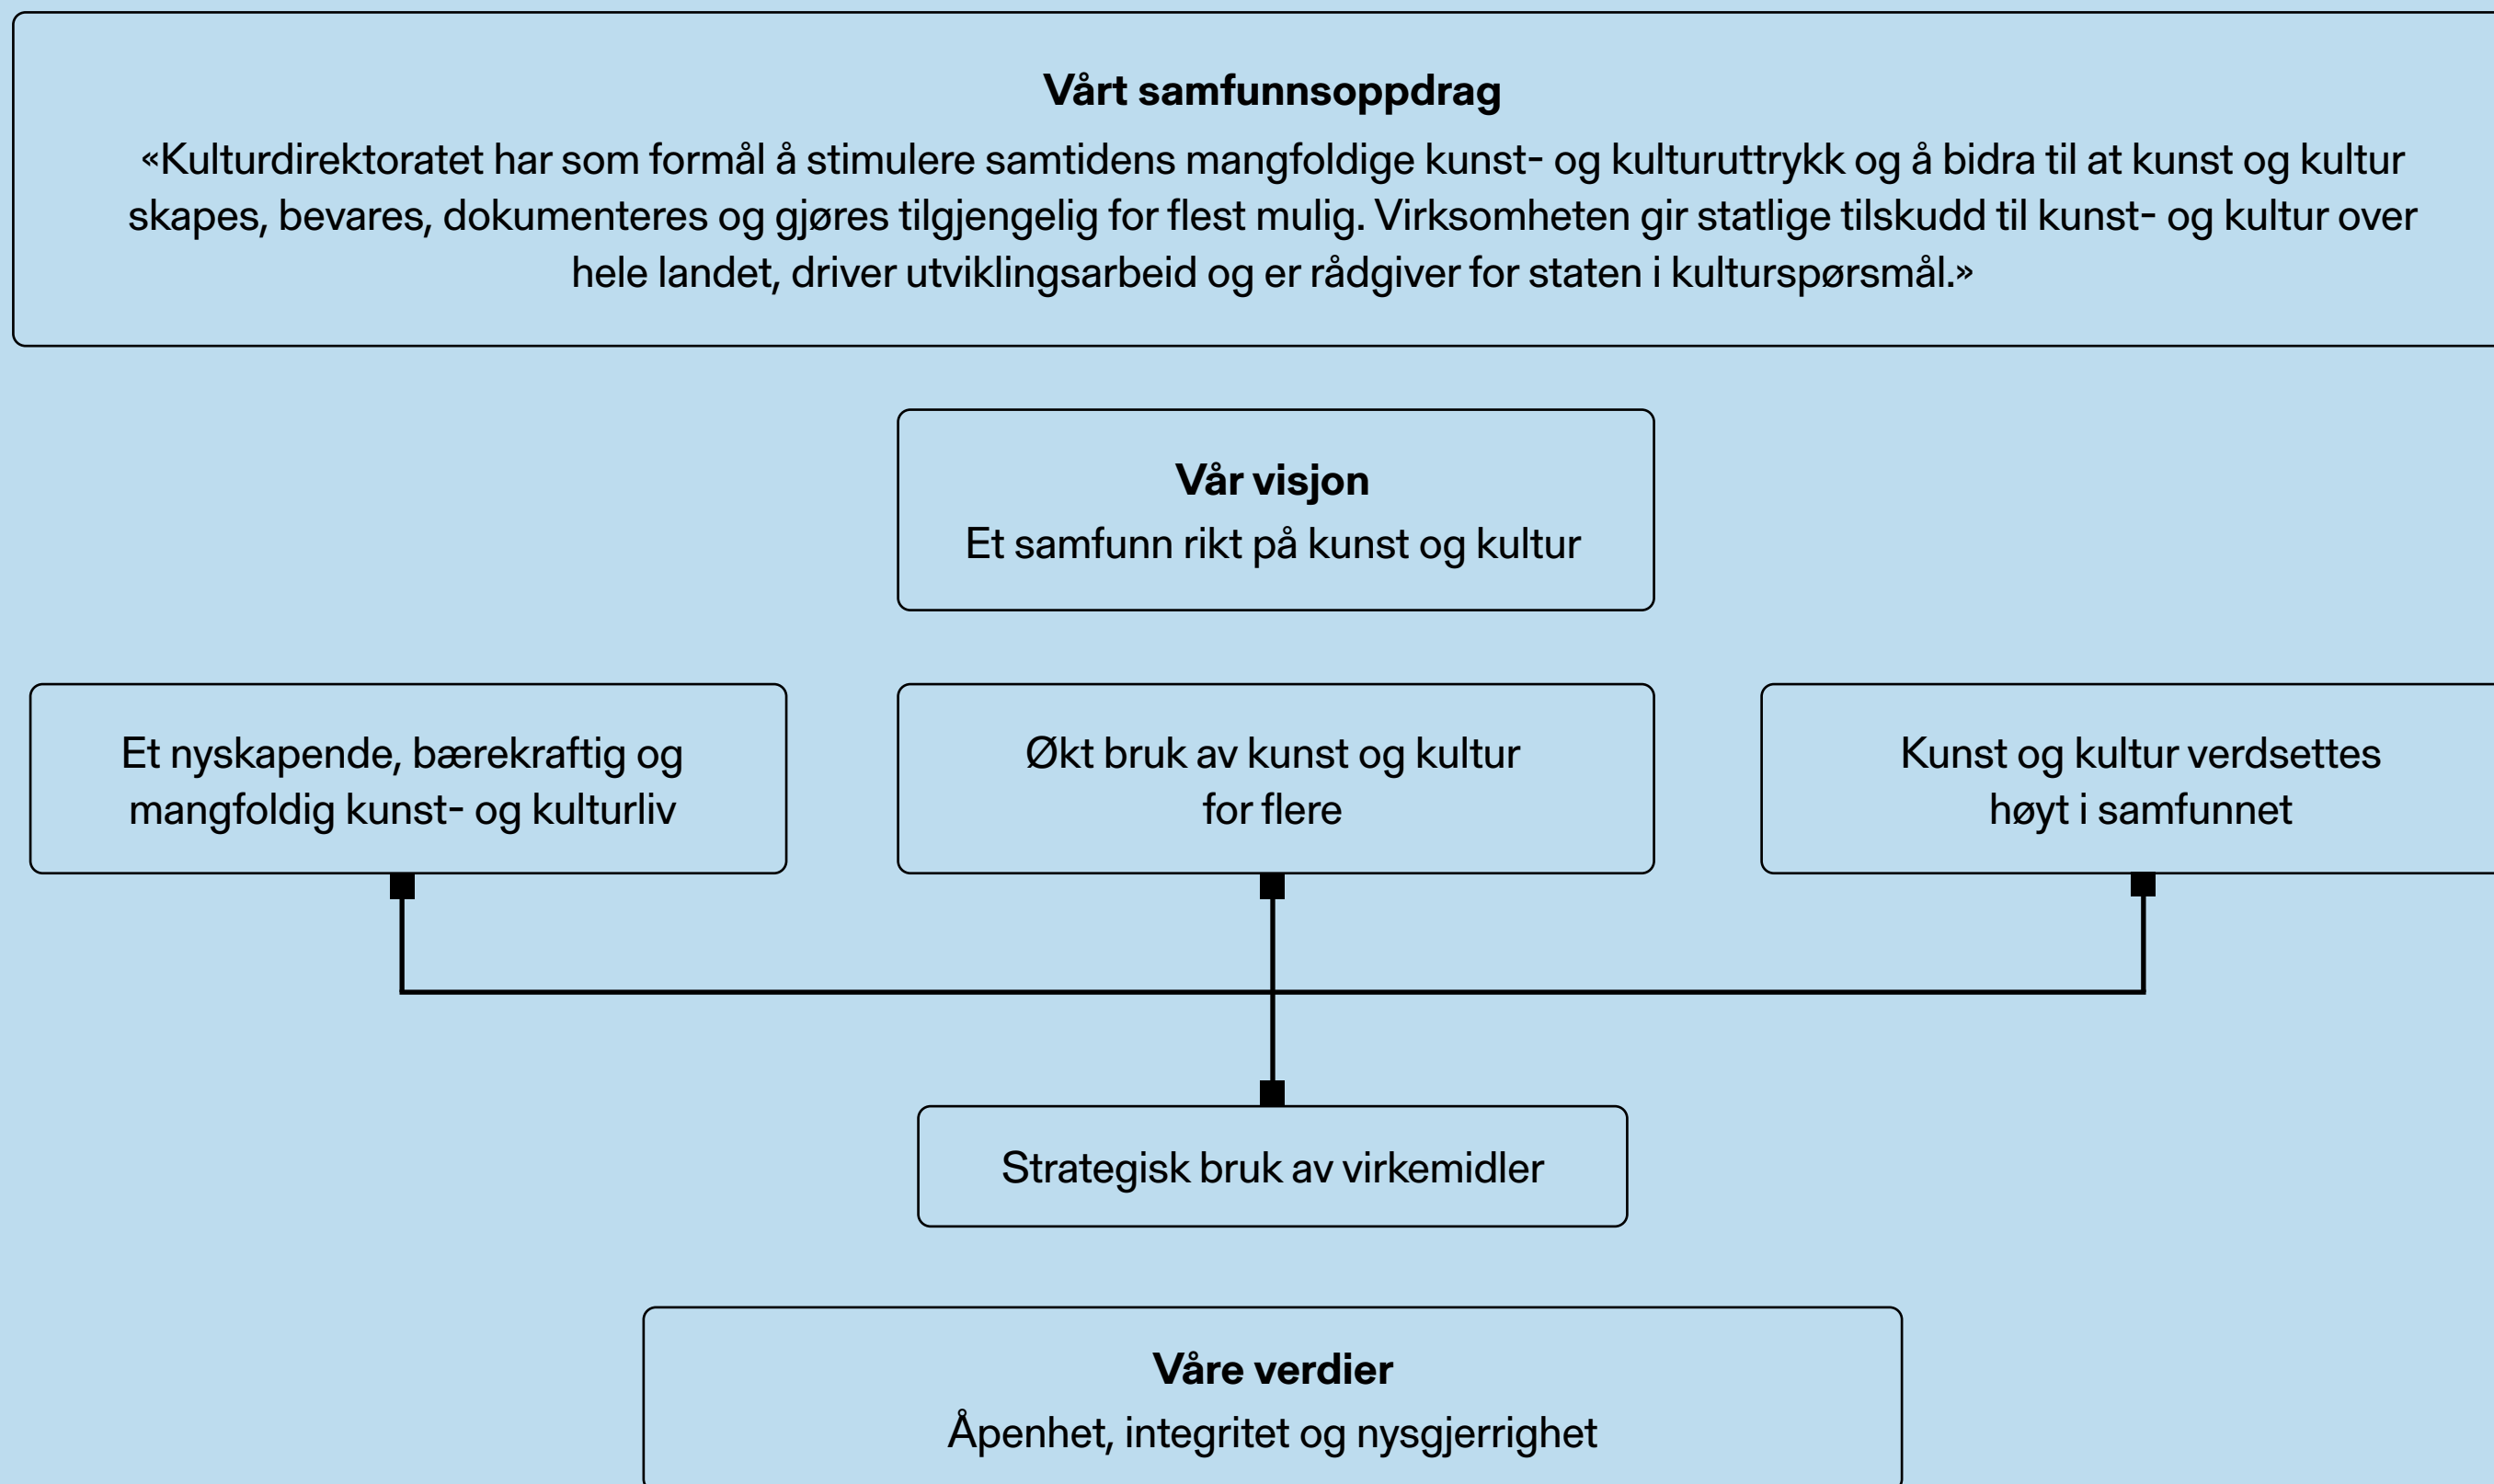 Vårt samfunnsoppdrag
«Kulturdirektoratet har som formål å stimulere samtidens mangfoldige kunst- og kulturuttrykk og å bidra til at kunst og kultur
skapes, bevares, dokumenteres og gjøres tilgjengelig for flest mulig. Virksomheten gir statlige tilskudd til kunst- og kultur over
hele landet, driver utviklingsarbeid og er rådgiver for staten i kulturspørsmål.»
Vår visjon
Et samfunn rikt på kunst og kultur
Et nyskapende, bærekraftig og
mangfoldig kunst- og kulturliv
Økt bruk av kunst og kultur
for flere
Kunst og kultur verdsettes
høyt i samfunnet
Strategisk bruk av virkemidler
Våre verdier
Åpenhet, integritet og nysgjerrighet